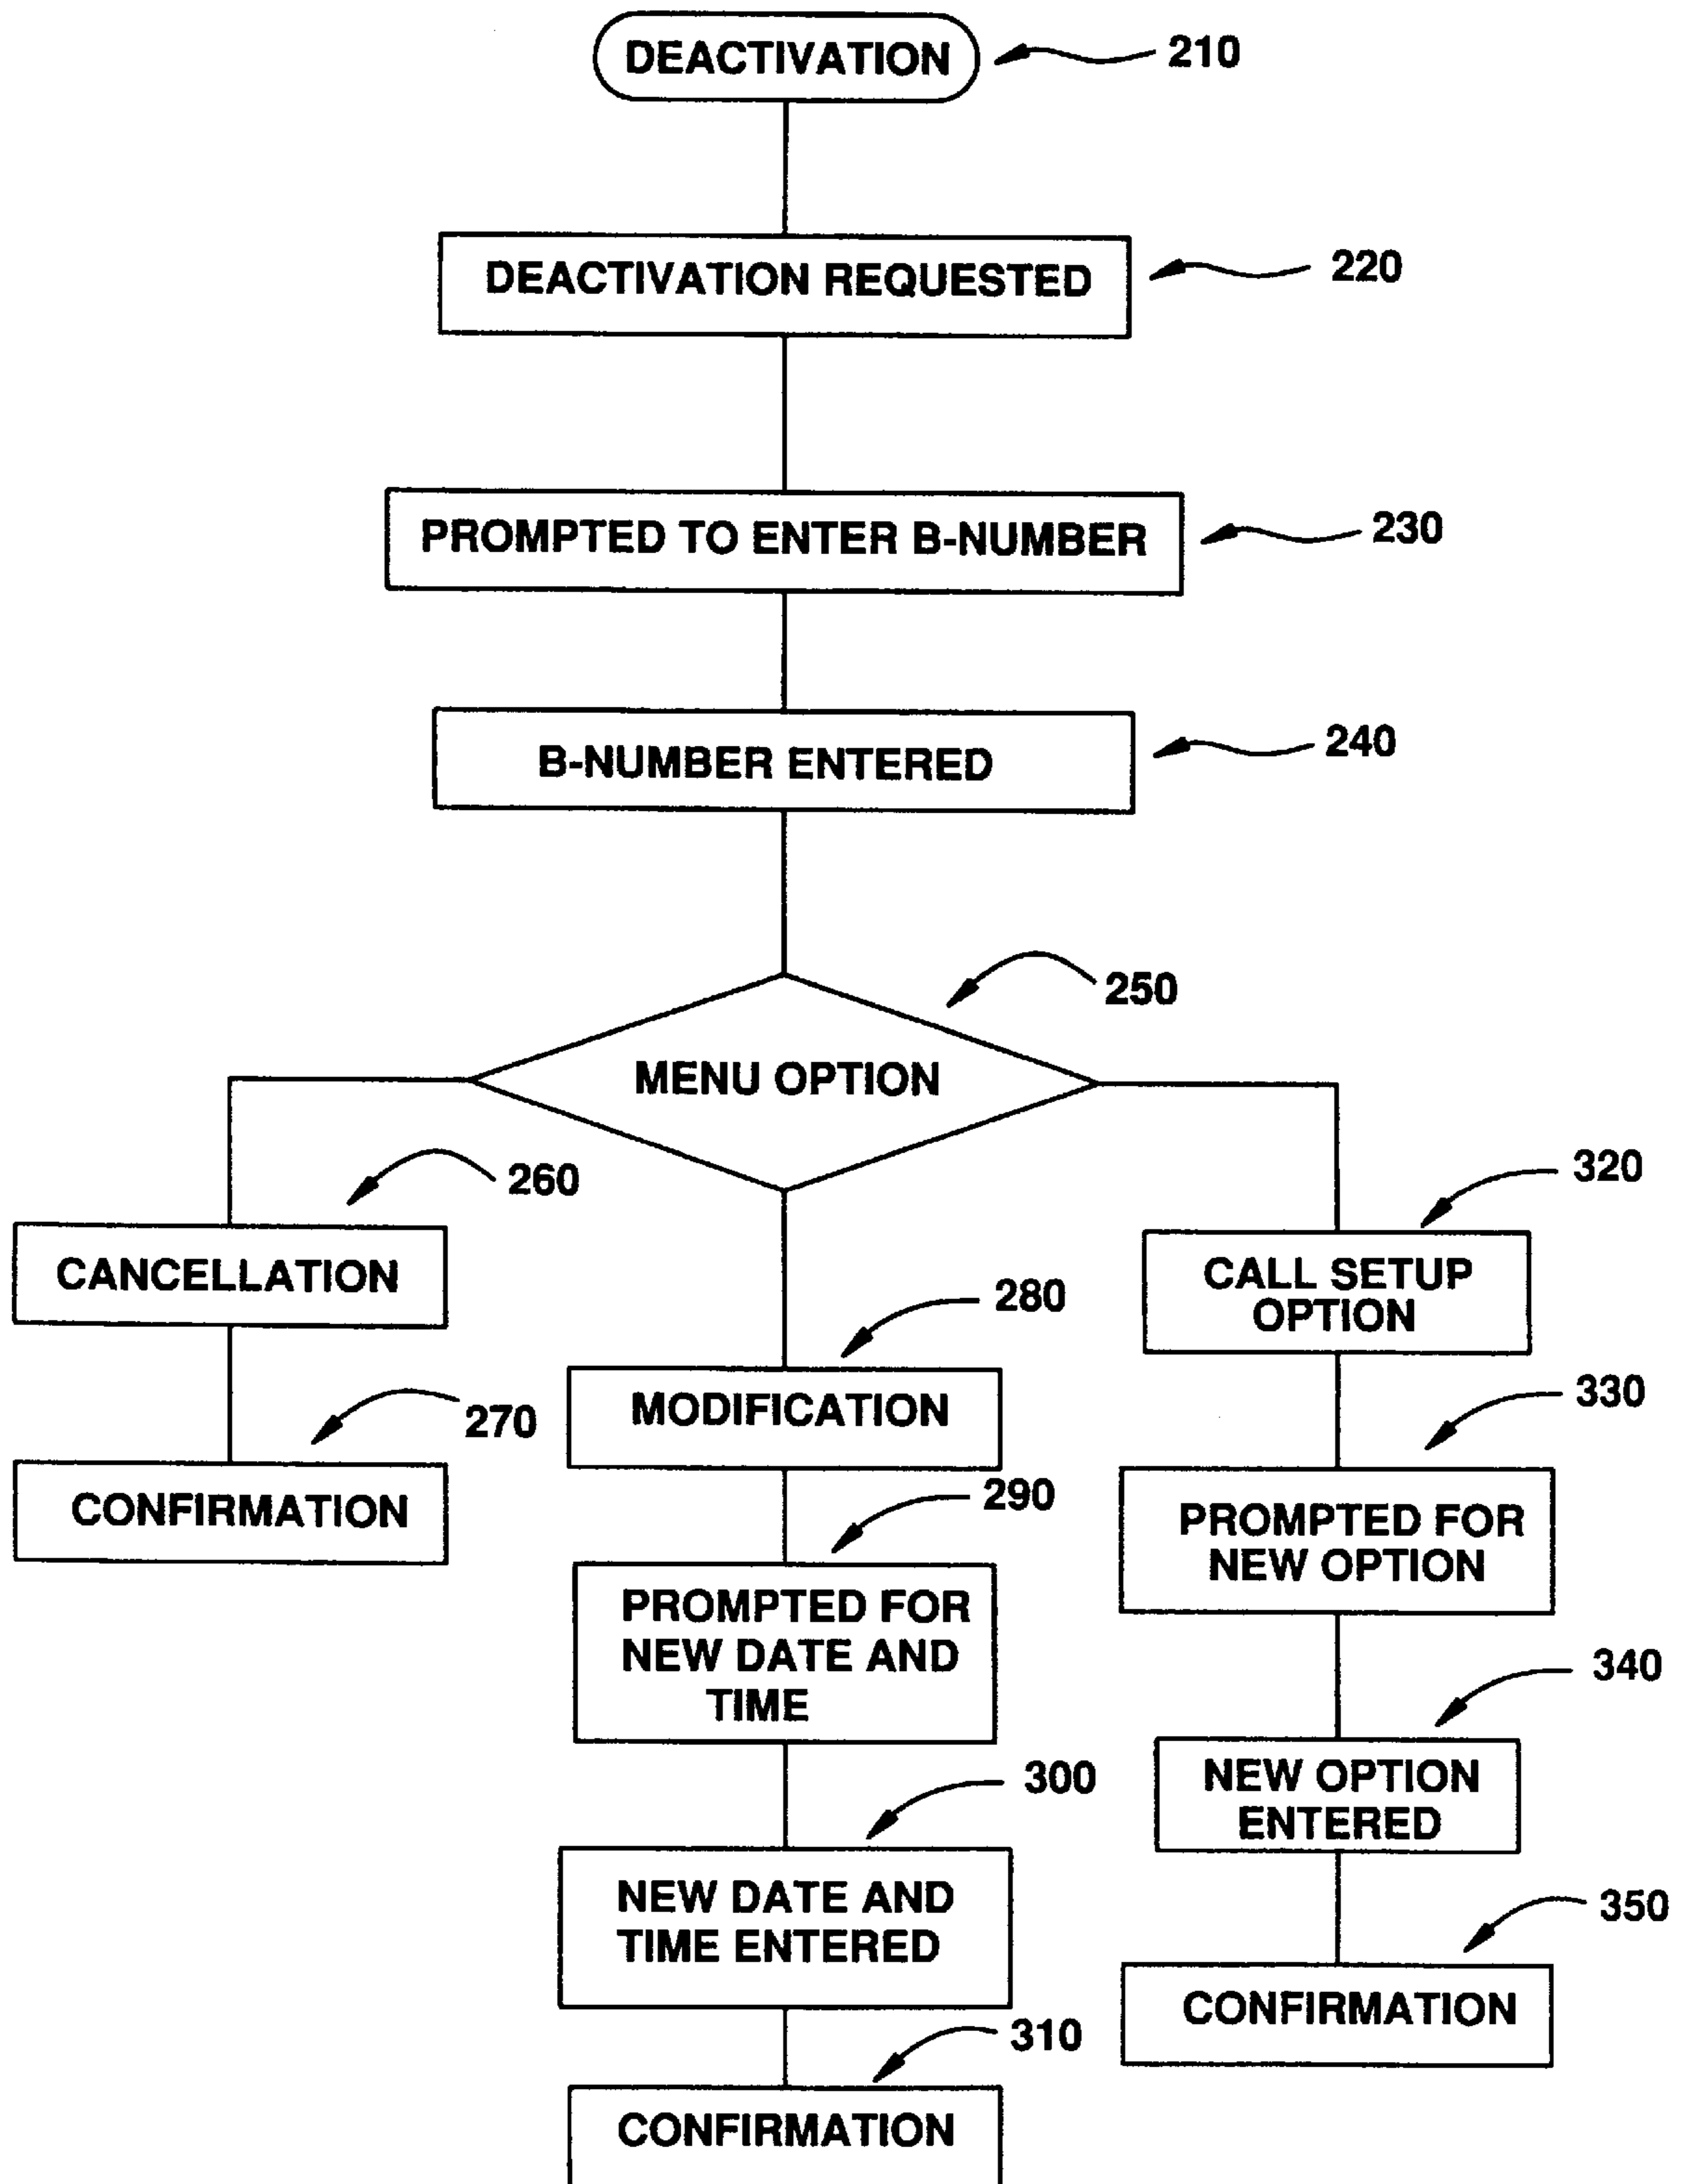 DEACTIVATION
210
DEACTIVATION REQUESTED
220
PROMPTED TO ENTER B-NUMBER
230
B-NUMBER ENTERED
240
MENU OPTION
250
260
CANCELLATION
270
CONFIRMATION
280
MODIFICATION
290
PROMPTED FOR
NEW DATE AND
TIME
300
NEW DATE AND
TIME ENTERED
310
CONFIRMATION
320
CALL SETUP
OPTION
330
PROMPTED FOR
NEW OPTION
340
NEW OPTION
ENTERED
350
CONFIRMATION